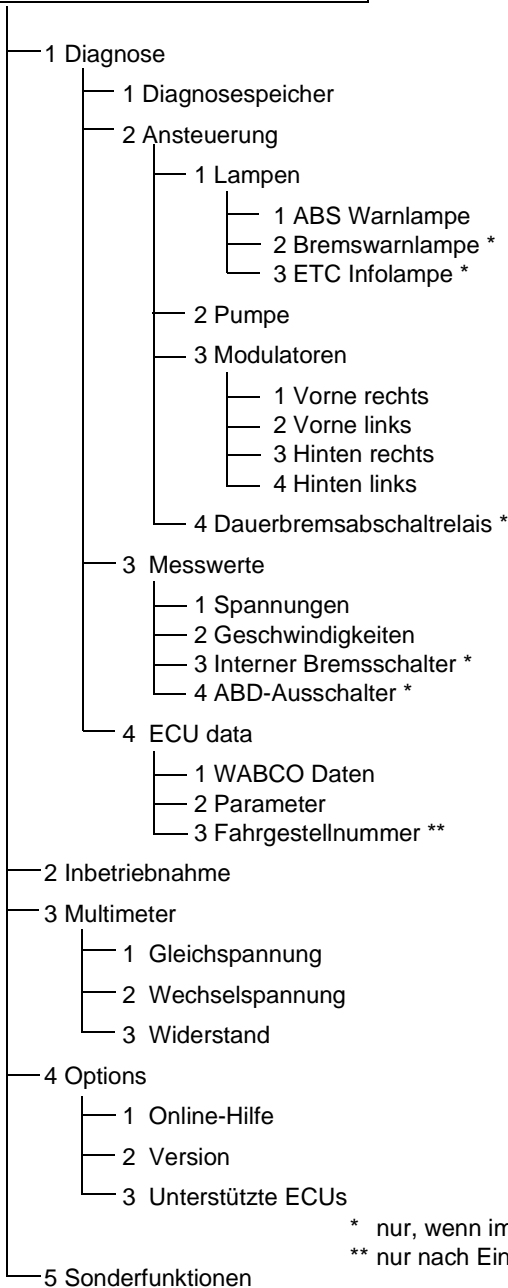 1 Diagnose
1 Diagnosespeicher
2 Ansteuerung
1 Lampen
1 ABS Warnlampe
2 Bremswarnlampe *
3 ETC Infolampe *
2 Pumpe
3 Modulatoren
1 Vorne rechts
2 Vorne links
3 Hinten rechts
4 Hinten links
4 Dauerbremsabschaltrelais *
3 Messwerte
1 Spannungen
2 Geschwindigkeiten
3 Interner Bremsschalter *
4 ABD-Ausschalter *
4 ECU data
1 WABCO Daten
2 Parameter
3 Fahrgestellnummer **
2 Inbetriebnahme
3 Multimeter
1 Gleichspannung
2 Wechselspannung
3 Widerstand
4 Options
1 Online-Hilfe
2 Version
3 Unterstützte ECUs
* nur, wenn im
** nur nach Ein
5 Sonderfunktionen